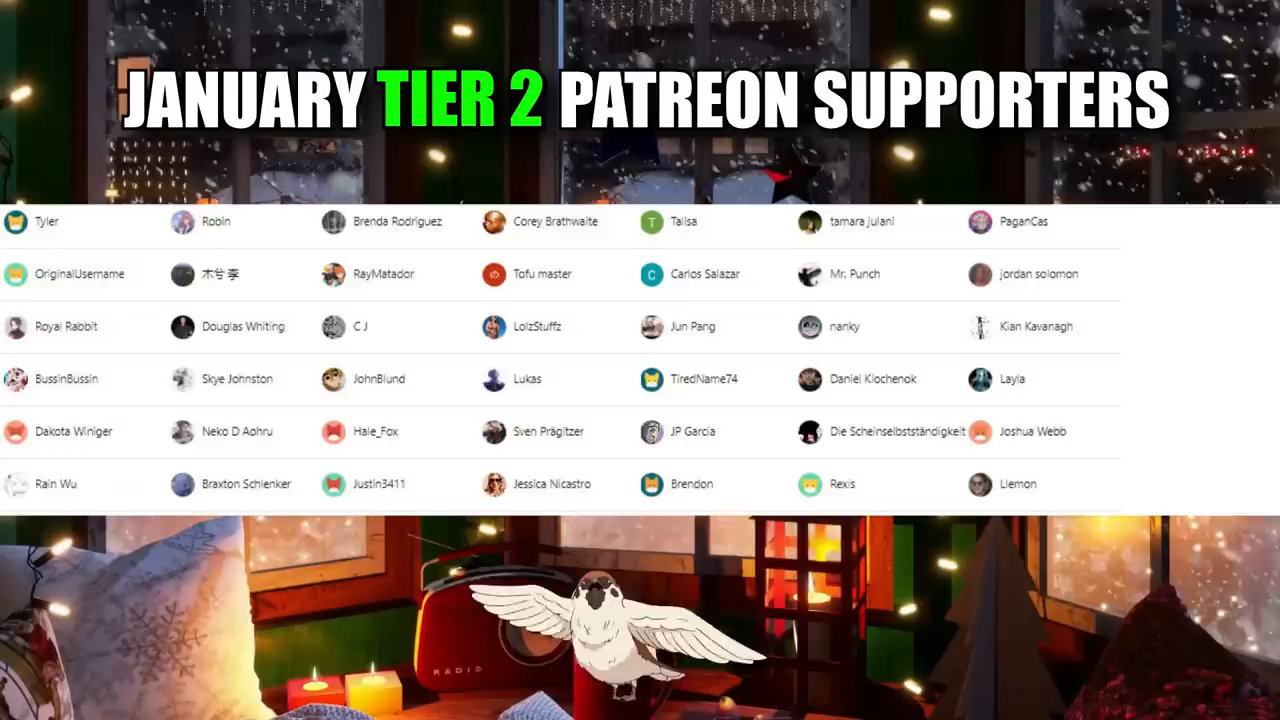 JANUARY TIER 2 PATREON SUPPORTERS
Tyler Robin Brenda Rodriguez Corey Brathwaite Talisa tamara julani PaganCas
T
OriginalUsername 木兮 李 RayMatador Tofu master Carlos Salazar Mr. Punch jordan solomon
の C
Royal Rabbit Douglas Whiting C J LolzStuffz Jun Pang nanky Kian Kavanagh
BussinBussin Skye Johnston JohnBlund Lukas TiredName74 Daniel Klochenok Layla
Dakota Winiger Neko D Aohru Hale_Fox Sven Prägitzer JP Garcia Die Scheinselbstständigkeit Joshua Webb
Rain Wu Braxton Schlenker Justin3411 Jessica Nicastro Brendon Rexis Llemon
RADIO